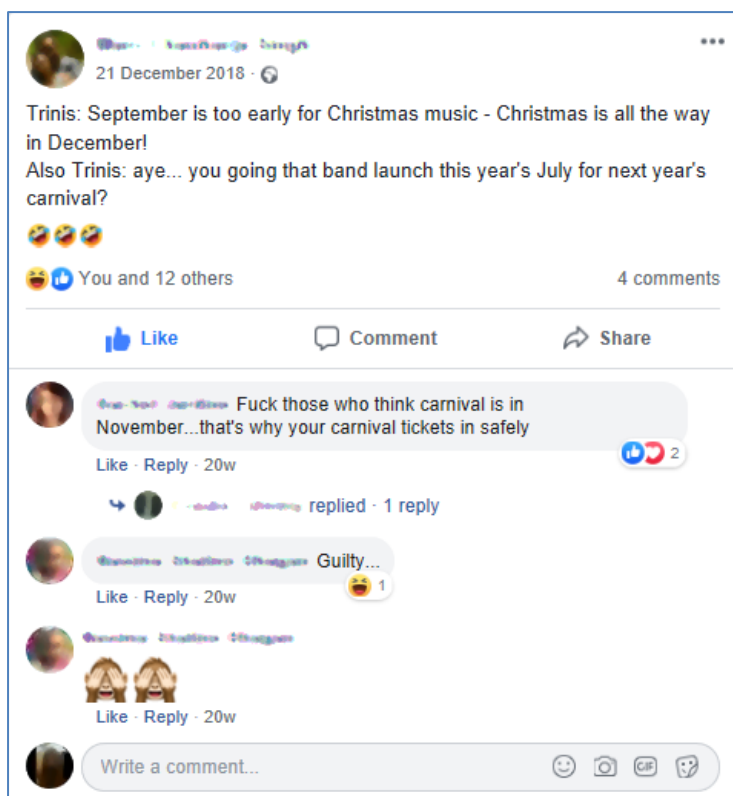 21 December 2018 ·
Trinis: September is too early for Christmas music - Christmas is all the way
in December!
Also Trinis: aye... you going that band launch this year's July for next year's
carnival?
You and 12 others 4 comments
Like Comment Share
Fuck those who think carnival is in
November...that's why your carnival tickets in safely
2
Like · Reply · 20w
replied · 1 reply
Guilty...
1
Like · Reply · 20w
Like · Reply · 20w
Write a comment... GIF